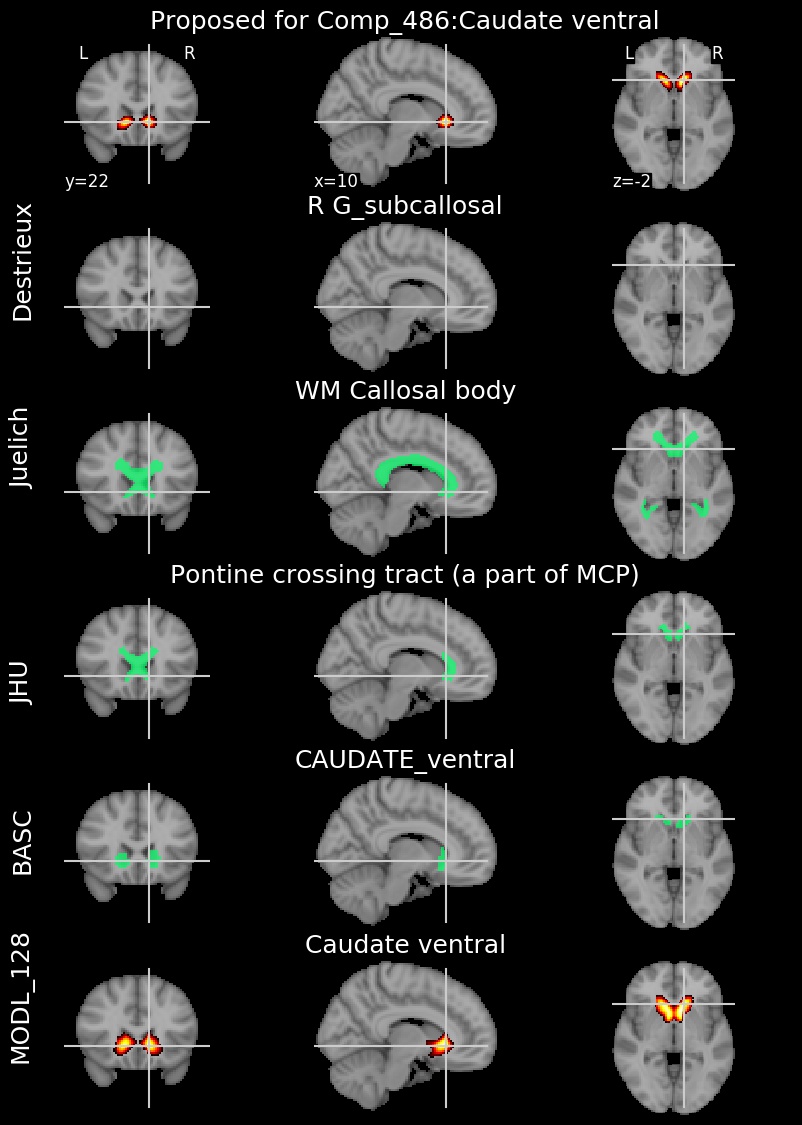 Proposed for Comp_486:Caudate ventral
L R
L R
y=22
x=10
z=-2
Destrieux
R G_subcallosal
Juelich
WM Callosal body
JHU
Pontine crossing tract (a part of MCP)
BASC
CAUDATE_ventral
MODL_128
Caudate ventral